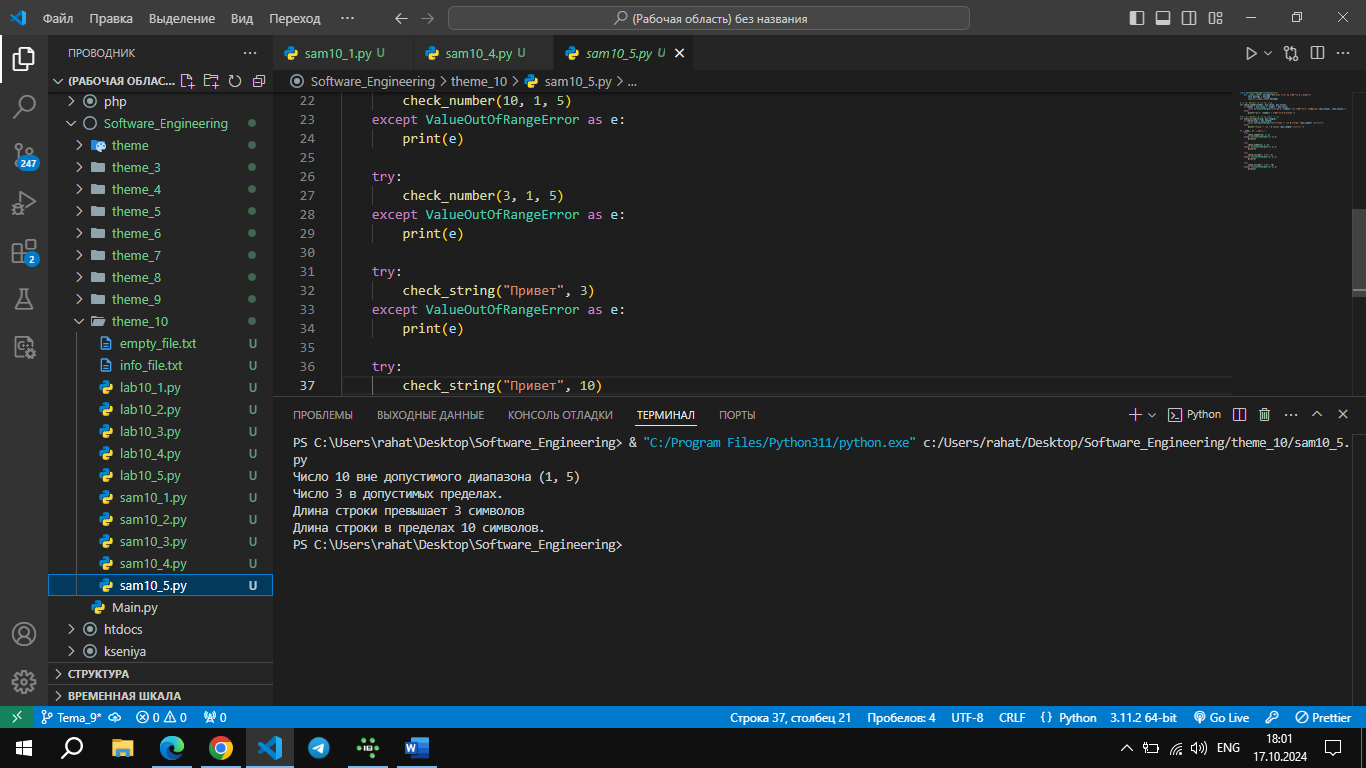 Файл Правка Выделение Вид Переход ··· (Рабочая область) без названия
ПРОВОДНИК ···
sam10_1.py U sam10_4.py U sam10_5.py U
(РАБОЧАЯ ОБЛАС...
Software_Engineering > theme_10 > sam10_5.py > ...
php
Software_Engineering
theme
theme_3
theme_4
theme_5
theme_6
theme_7
theme_8
theme_9
theme_10
empty_file.txt U
info_file.txt U
lab10_1.py U
lab10_2.py U
lab10_3.py U
lab10_4.py U
lab10_5.py U
sam10_1.py U
sam10_2.py U
sam10_3.py U
sam10_4.py U
sam10_5.py U
Main.py
htdocs
kseniya
СТРУКТУРА
ВРЕМЕННАЯ ШКАЛА
247
2
22 check_number(10, 1, 5)
23 except ValueOutOfRangeError as e:
24 print(e)
25
26 try:
27 check_number(3, 1, 5)
28 except ValueOutOfRangeError as e:
29 print(e)
30
31 try:
32 check_string("Привет", 3)
33 except ValueOutOfRangeError as e:
34 print(e)
35
36 try:
37 check_string("Привет", 10)
ПРОБЛЕМЫ ВЫХОДНЫЕ ДАННЫЕ КОНСОЛЬ ОТЛАДКИ ТЕРМИНАЛ ПОРТЫ Python ···
PS C:\Users\rahat\Desktop\Software_Engineering> & "C:/Program Files/Python311/python.exe" c:/Users/rahat/Desktop/Software_Engineering/theme_10/sam10_5.
py
Число 10 вне допустимого диапазона (1, 5)
Число 3 в допустимых пределах.
Длина строки превышает 3 символов
Длина строки в пределах 10 символов.
PS C:\Users\rahat\Desktop\Software_Engineering>
Tema_9* 0 0 0 Строка 37, столбец 21 Пробелов: 4 UTF-8 CRLF {} Python 3.11.2 64-bit Go Live Prettier
W ENG 18:01
17.10.2024